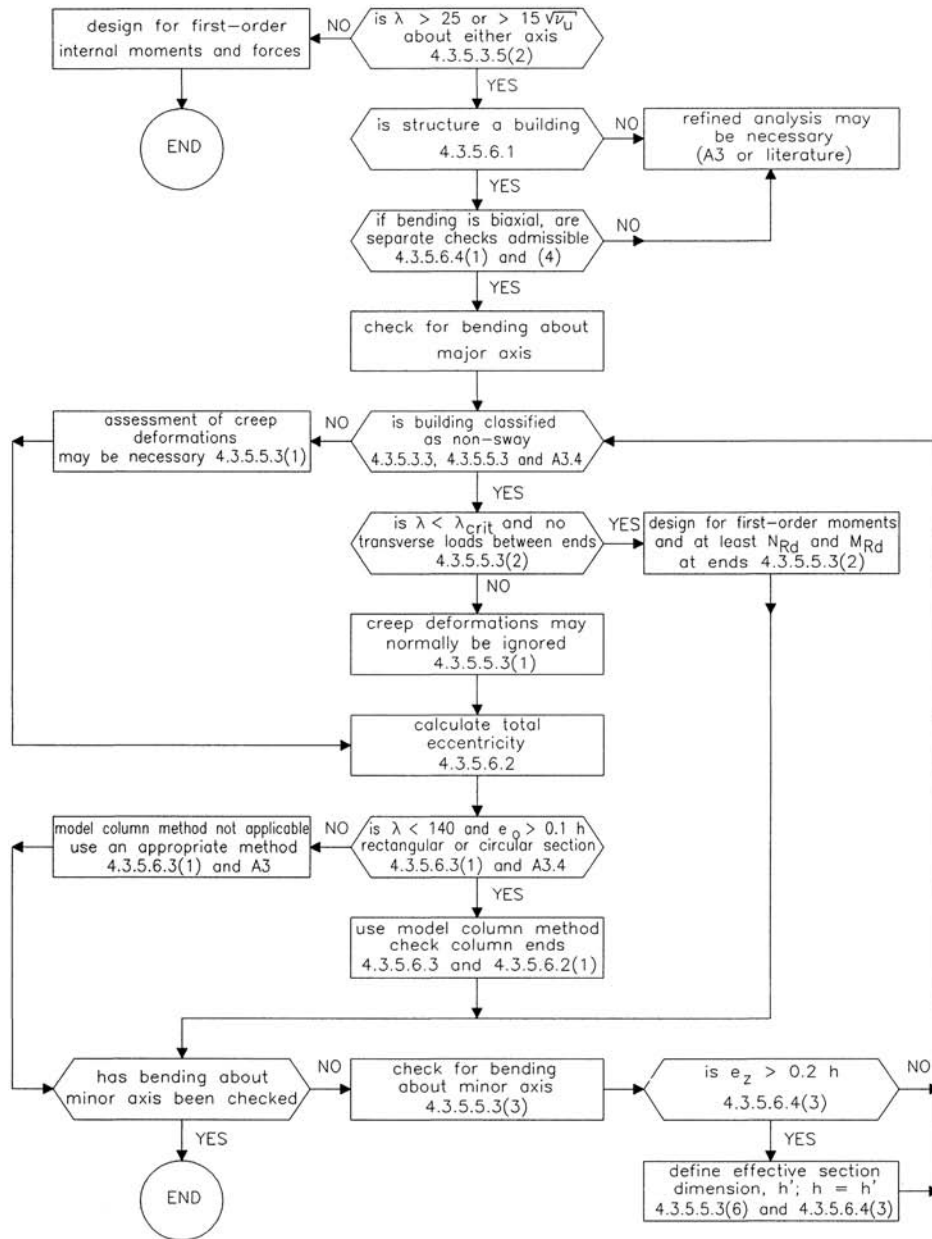 design for first-order
internal moments and forces
NO
is λ > 25 or > 15 √νu
about either axis
4.3.5.3.5(2)
YES
END
is structure a building
4.3.5.6.1
NO
refined analysis may
be necessary
(A3 or literature)
YES
if bending is biaxial, are
separate checks admissible
4.3.5.6.4(1) and (4)
NO
YES
check for bending about
major axis
assessment of creep
deformations
may be necessary 4.3.5.5.3(1)
NO
is building classified
as non-sway
4.3.5.3.3, 4.3.5.5.3 and A3.4
YES
is λ < λcrit and no
transverse loads between ends
4.3.5.5.3(2)
YES
design for first-order moments
and at least NRd and MRd
at ends 4.3.5.5.3(2)
NO
creep deformations may
normally be ignored
4.3.5.5.3(1)
calculate total
eccentricity
4.3.5.6.2
model column method not applicable
use an appropriate method
4.3.5.6.3(1) and A3
NO
is λ < 140 and eo > 0.1 h
rectangular or circular section
4.3.5.6.3(1) and A3.4
YES
use model column method
check column ends
4.3.5.6.3 and 4.3.5.6.2(1)
has bending about
minor axis been checked
NO
check for bending
about minor axis
4.3.5.5.3(3)
is ez > 0.2 h
4.3.5.6.4(3)
NO
YES
YES
END
define effective section
dimension, h'; h = h'
4.3.5.5.3(6) and 4.3.5.6.4(3)